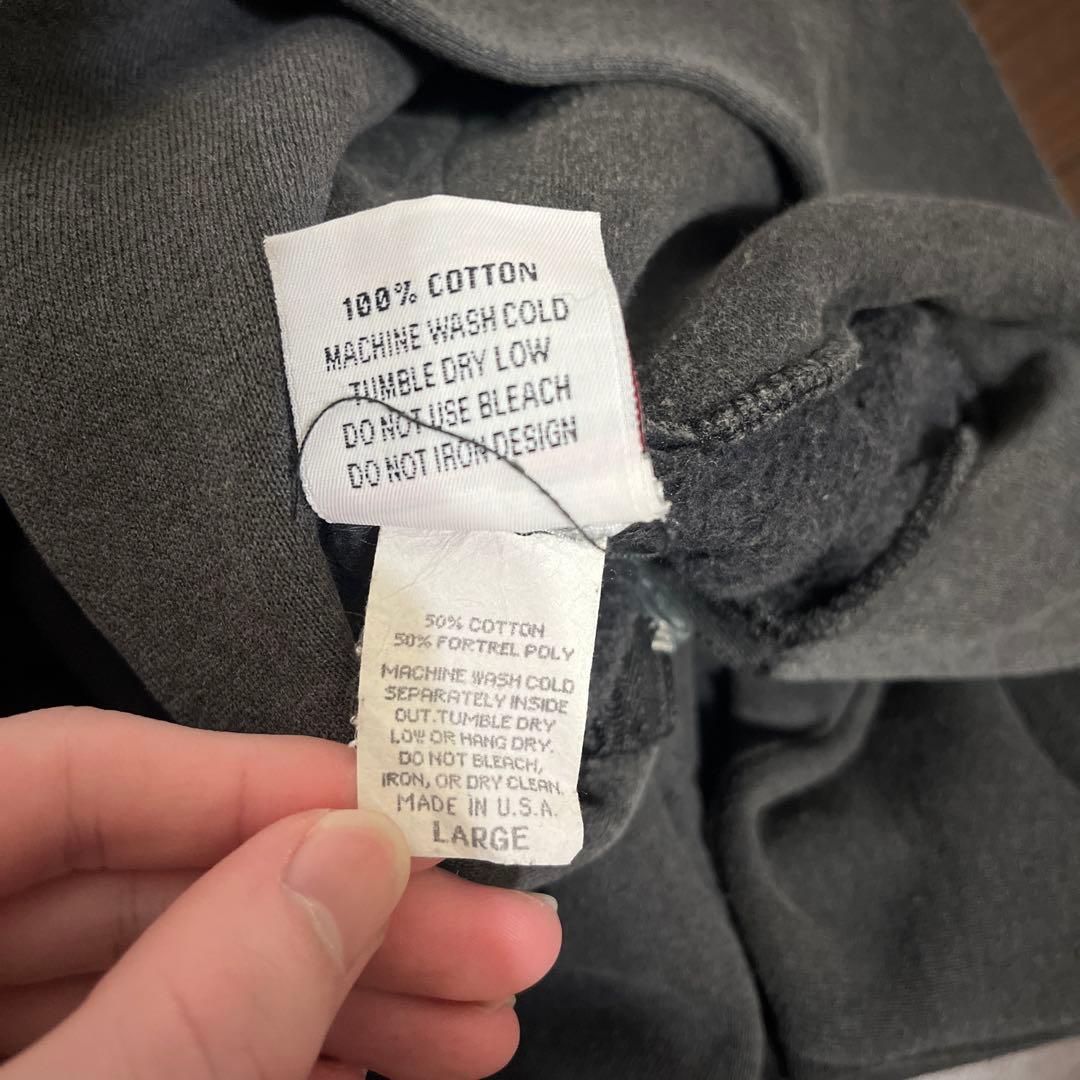 100% COTTON
MACHINE WASH COLD
TUMBLE DRY LOW
DO NOT USE BLEACH
DO NOT IRON DESIGN
50% COTTON
50% FORTREL POLY
MACHINE WASH COLD
SEPARATELY INSIDE
OUT.TUMBLE DRY
LOW OR HANG DRY.
DO NOT BLEACH,
IRON, OR DRY CLEAN.
MADE IN U.S.A.
LARGE